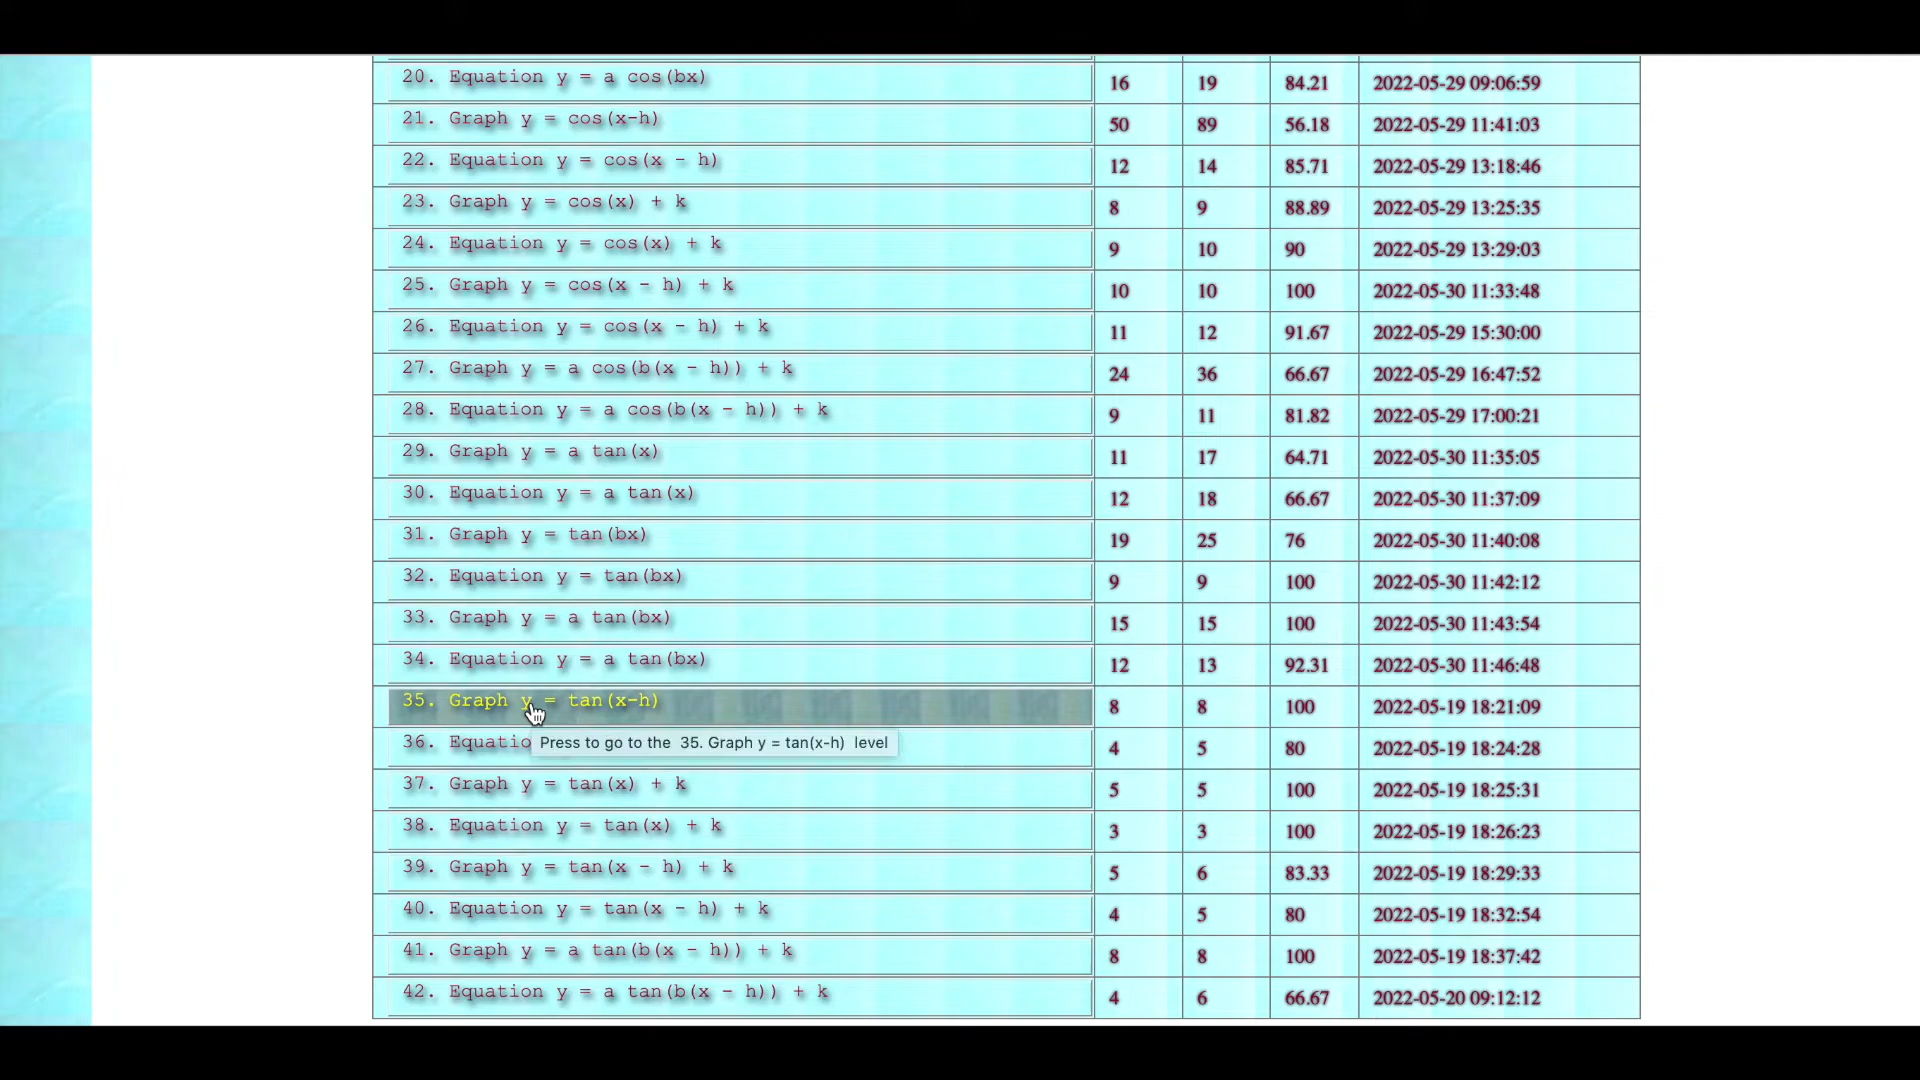 20. Equation y = a cos(bx) 16 19 84.21 2022-05-29 09:06:59
21. Graph y = cos(x-h) 50 89 56.18 2022-05-29 11:41:03
22. Equation y = cos(x - h) 12 14 85.71 2022-05-29 13:18:46
23. Graph y = cos(x) + k 8 9 88.89 2022-05-29 13:25:35
24. Equation y = cos(x) + k 9 10 90 2022-05-29 13:29:03
25. Graph y = cos(x - h) + k 10 10 100 2022-05-30 11:33:48
26. Equation y = cos(x - h) + k 11 12 91.67 2022-05-29 15:30:00
27. Graph y = a cos(b(x - h)) + k 24 36 66.67 2022-05-29 16:47:52
28. Equation y = a cos(b(x - h)) + k 9 11 81.82 2022-05-29 17:00:21
29. Graph y = a tan(x) 11 17 64.71 2022-05-30 11:35:05
30. Equation y = a tan(x) 12 18 66.67 2022-05-30 11:37:09
31. Graph y = tan(bx) 19 25 76 2022-05-30 11:40:08
32. Equation y = tan(bx) 9 9 100 2022-05-30 11:42:12
33. Graph y = a tan(bx) 15 15 100 2022-05-30 11:43:54
34. Equation y = a tan(bx) 12 13 92.31 2022-05-30 11:46:48
35. Graph y = tan(x-h) 8 8 100 2022-05-19 18:21:09
36. Equatio 4 5 80 2022-05-19 18:24:28
Press to go to the 35. Graph y = tan(x-h) level
37. Graph y = tan(x) + k 5 5 100 2022-05-19 18:25:31
38. Equation y = tan(x) + k 3 3 100 2022-05-19 18:26:23
39. Graph y = tan(x - h) + k 5 6 83.33 2022-05-19 18:29:33
40. Equation y = tan(x - h) + k 4 5 80 2022-05-19 18:32:54
41. Graph y = a tan(b(x - h)) + k 8 8 100 2022-05-19 18:37:42
42. Equation y = a tan(b(x - h)) + k 4 6 66.67 2022-05-20 09:12:12